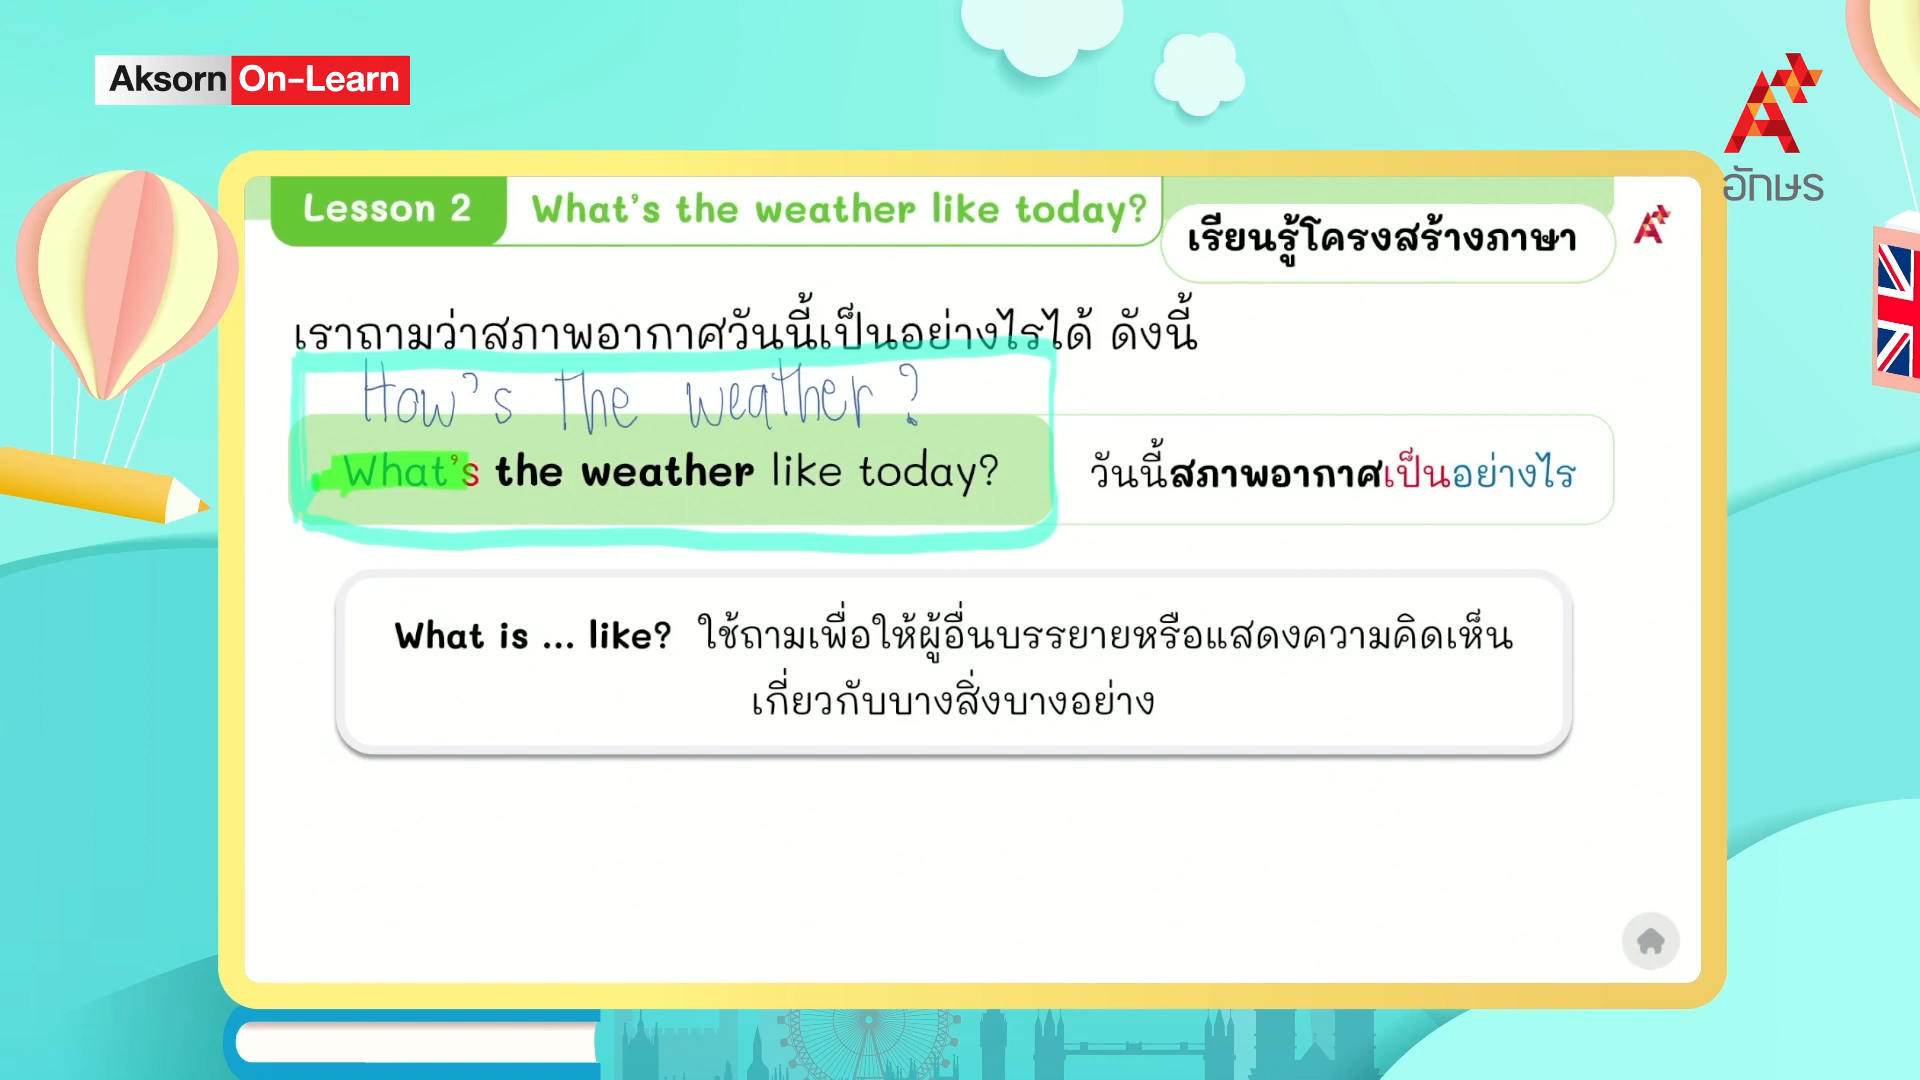 Aksorn On-Learn
อักษร
Lesson 2 What's the weather like today?
เรียนรู้โครงสร้างภาษา
เราถามว่าสภาพอากาศวันนี้เป็นอย่างไรได้ ดังนี้
How's the weather?
What's the weather like today? วันนี้สภาพอากาศเป็นอย่างไร
What is ... like? ใช้ถามเพื่อให้ผู้อื่นบรรยายหรือแสดงความคิดเห็น
เกี่ยวกับบางสิ่งบางอย่าง